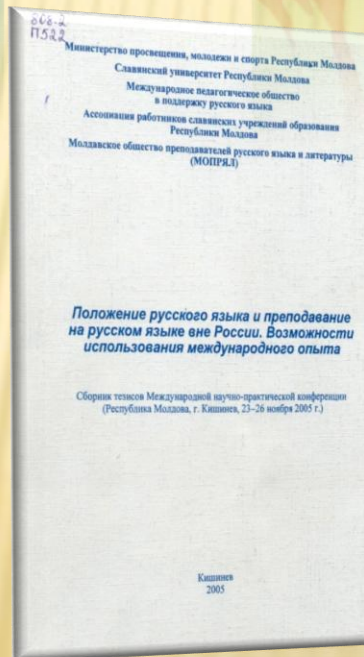 808-2
П522
Министерство просвещения, молодежи и спорта Республики Молдова
Славянский университет Республики Молдова
Международное педагогическое общество
в поддержку русского языка
Ассоциация работников славянских учреждений образования
Республики Молдова
Молдавское общество преподавателей русского языка и литературы
(МОПРЯЛ)
Положение русского языка и преподавание
на русском языке вне России. Возможности
использования международного опыта
Сборник тезисов Международной научно-практической конференции
(Республика Молдова, г. Кишинев, 23–26 ноября 2005 г.)
Кишинев
2005